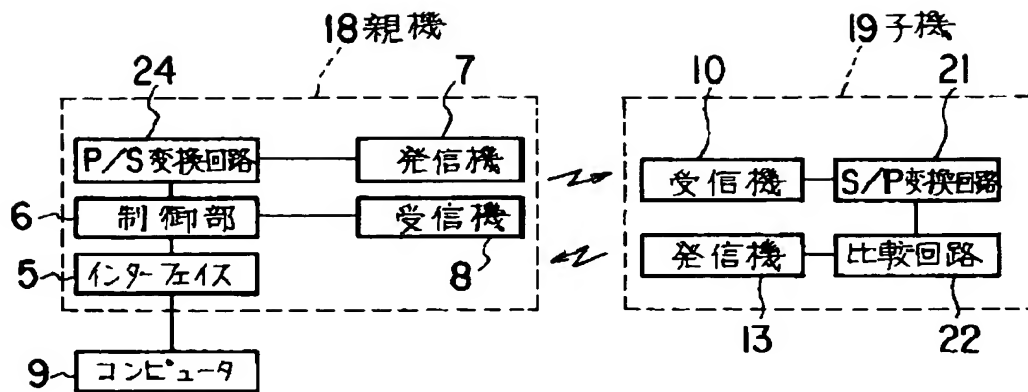 18親機
19子機
24
7
10
21
P/S変換回路
発信機
受信機
S/P変換回路
6
制御部
受信機
発信機
比較回路
5
インターフェイス
8
13
22
9
コンピュータ